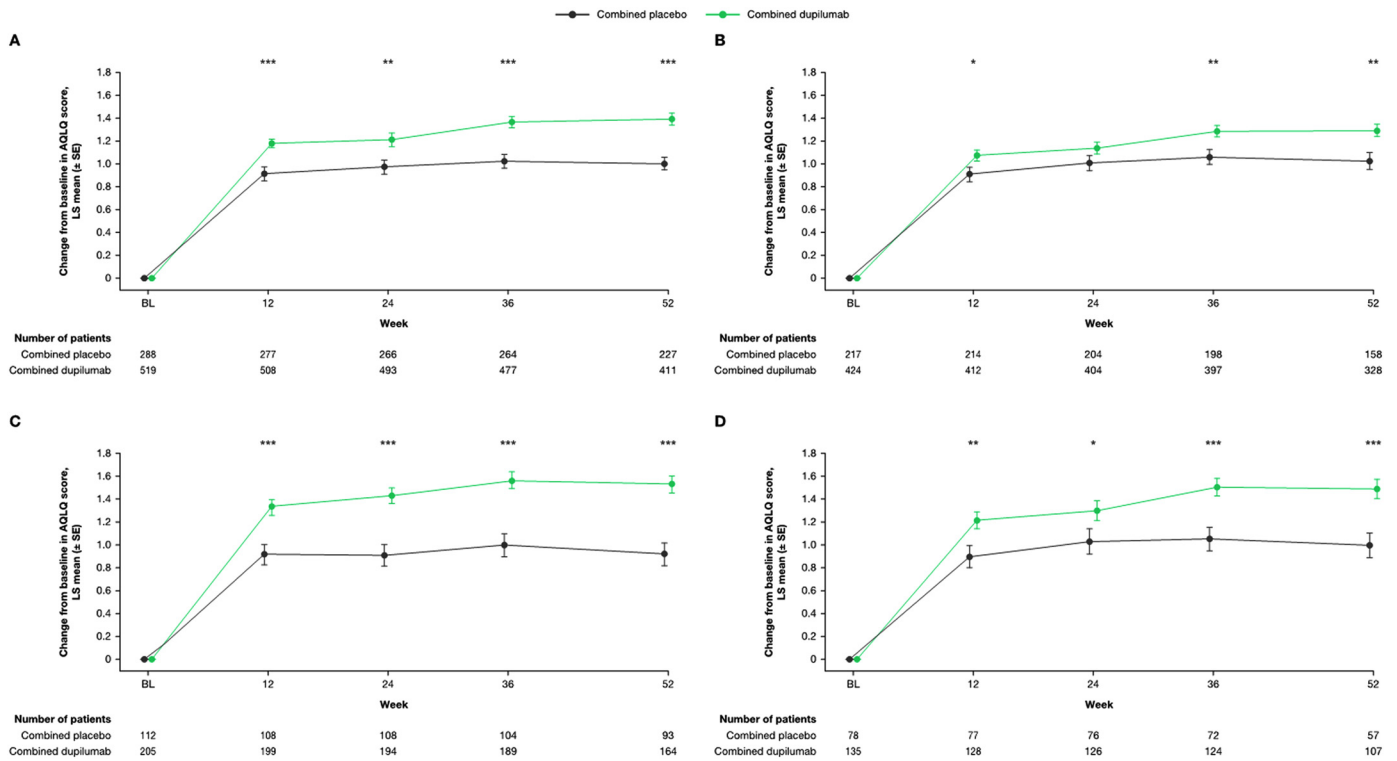 Combined placebo Combined dupilumab
A
*** ** *** ***
Change from baseline in AQLQ score,
LS mean (± SE)
1.8
1.6
1.4
1.2
1.0
0.8
0.6
0.4
0.2
0
BL 12 24 36 52
Week
Number of patients
Combined placebo 288 277 266 264 227
Combined dupilumab 519 508 493 477 411
B
* ** **
Change from baseline in AQLQ score,
LS mean (± SE)
1.8
1.6
1.4
1.2
1.0
0.8
0.6
0.4
0.2
0
BL 12 24 36 52
Week
Number of patients
Combined placebo 217 214 204 198 158
Combined dupilumab 424 412 404 397 328
C
*** *** *** ***
Change from baseline in AQLQ score,
LS mean (± SE)
1.8
1.6
1.4
1.2
1.0
0.8
0.6
0.4
0.2
0
BL 12 24 36 52
Week
Number of patients
Combined placebo 112 108 108 104 93
Combined dupilumab 205 199 194 189 164
D
** * *** ***
Change from baseline in AQLQ score,
LS mean (± SE)
1.8
1.6
1.4
1.2
1.0
0.8
0.6
0.4
0.2
0
BL 12 24 36 52
Week
Number of patients
Combined placebo 78 77 76 72 57
Combined dupilumab 135 128 126 124 107